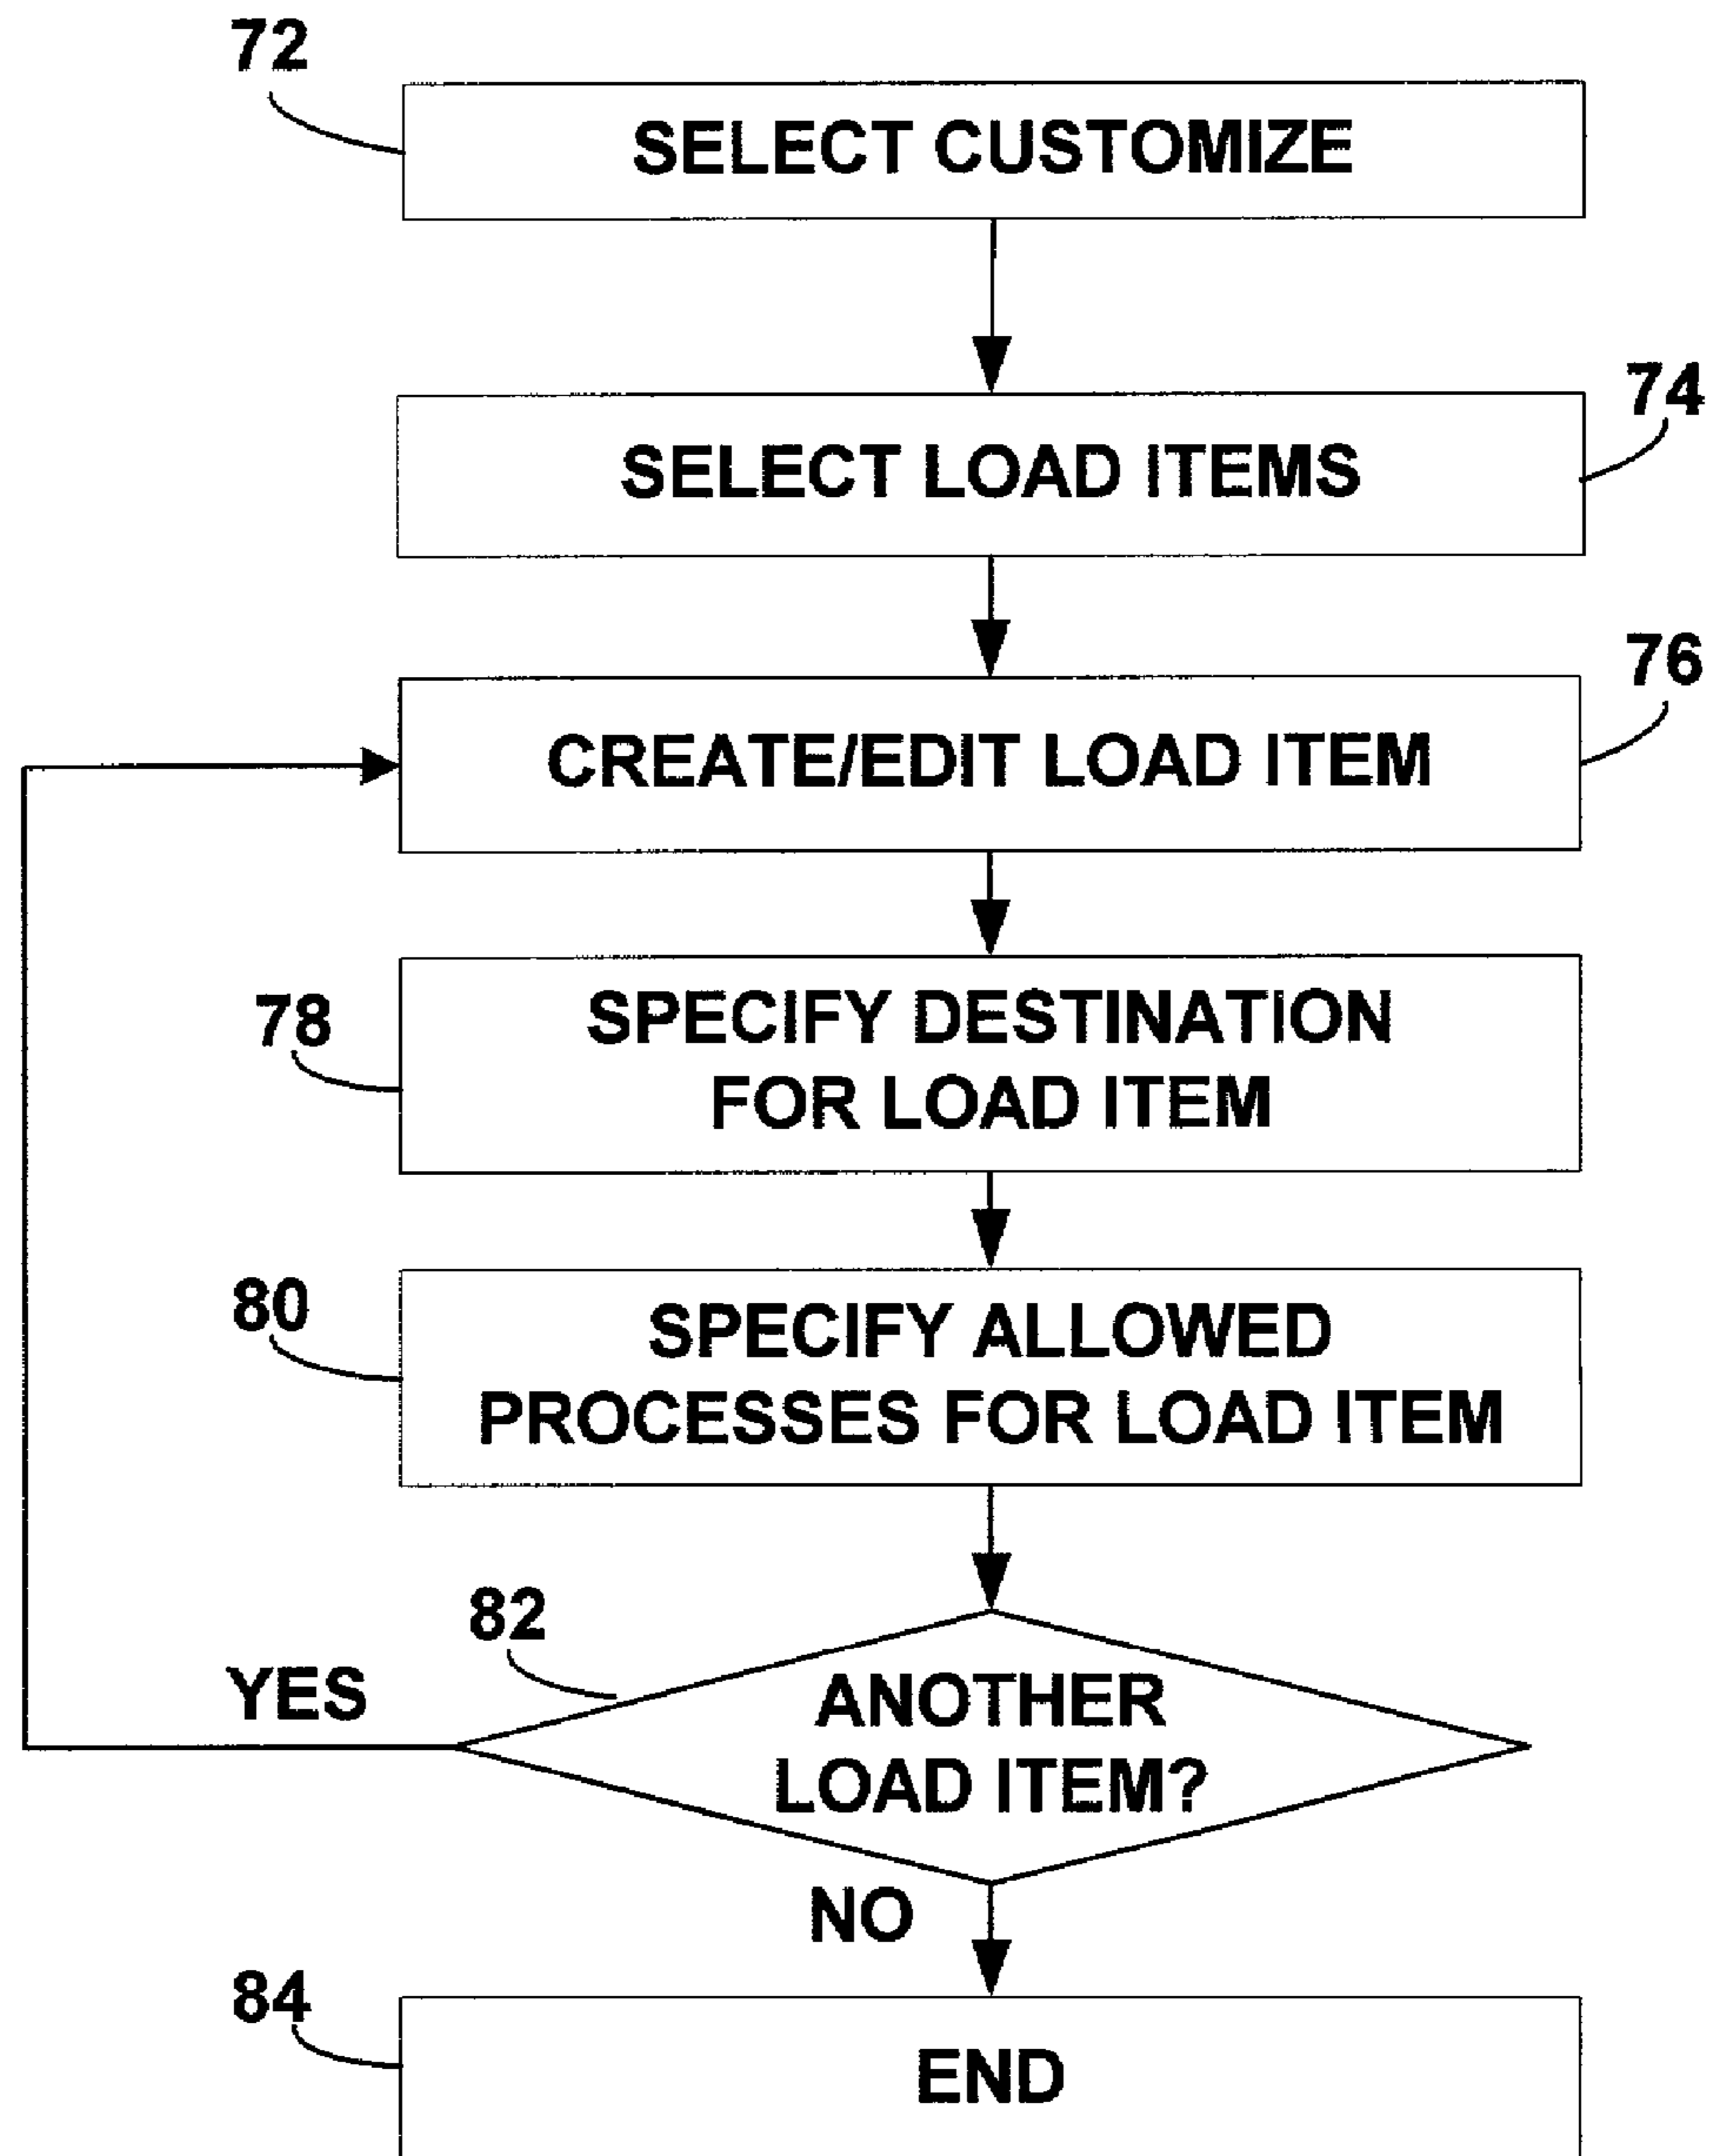 72
SELECT CUSTOMIZE
74
SELECT LOAD ITEMS
76
CREATE/EDIT LOAD ITEM
78
SPECIFY DESTINATION
FOR LOAD ITEM
80
SPECIFY ALLOWED
PROCESSES FOR LOAD ITEM
82
YES
ANOTHER
LOAD ITEM?
NO
84
END